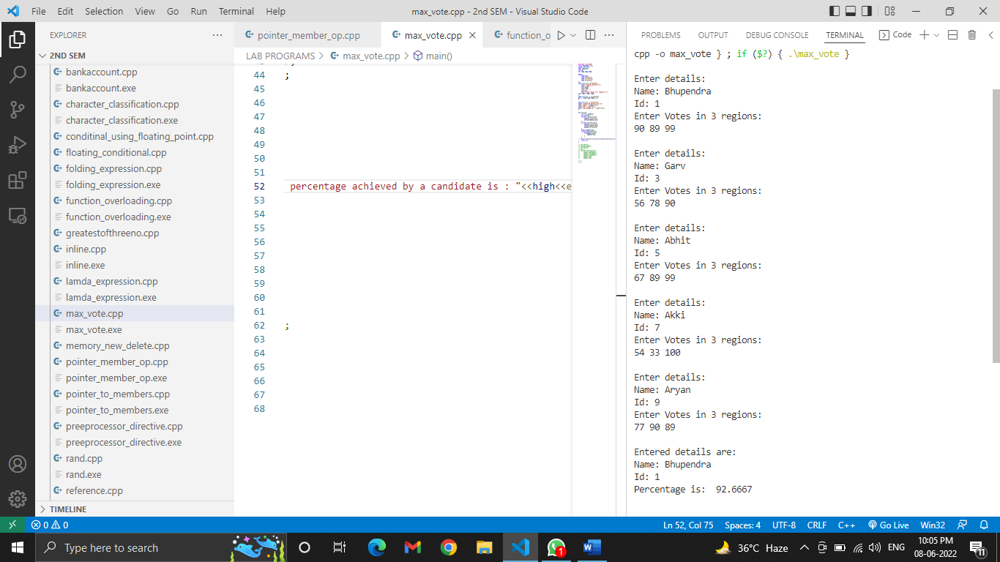 File Edit Selection View Go Run Terminal Help max_vote.cpp - 2nd SEM - Visual Studio Code
EXPLORER
2ND SEM
bankaccount.cpp
bankaccount.exe
character_classification.cpp
character_classification.exe
conditinal_using_floating_point.cpp
floating_conditional.cpp
folding_expression.cpp
folding_expression.exe
function_overloading.cpp
function_overloading.exe
greatestofthreeno.cpp
inline.cpp
inline.exe
lamda_expression.cpp
lamda_expression.exe
max_vote.cpp
max_vote.exe
memory_new_delete.cpp
pointer_member_op.cpp
pointer_member_op.exe
pointer_to_members.cpp
pointer_to_members.exe
preeprocessor_directive.cpp
preeprocessor_directive.exe
rand.cpp
rand.exe
reference.cpp
TIMELINE
pointer_member_op.cpp max_vote.cpp function_o
LAB PROGRAMS > max_vote.cpp > main()
44 ;
45
46
47
48
49
50
51
52 percentage achieved by a candidate is : "<<high<<e
53
54
55
56
57
58
59
60
61
62 ;
63
64
65
66
67
68
PROBLEMS OUTPUT DEBUG CONSOLE TERMINAL Code
cpp -o max_vote } ; if ($?) { .\max_vote }
Enter details:
Name: Bhupendra
Id: 1
Enter Votes in 3 regions:
90 89 99
Enter details:
Name: Garv
Id: 3
Enter Votes in 3 regions:
56 78 90
Enter details:
Name: Abhit
Id: 5
Enter Votes in 3 regions:
67 89 99
Enter details:
Name: Akki
Id: 7
Enter Votes in 3 regions:
54 33 100
Enter details:
Name: Aryan
Id: 9
Enter Votes in 3 regions:
77 90 89
Entered details are:
Name: Bhupendra
Id: 1
Percentage is:  92.6667
0 0 Ln 52, Col 75 Spaces: 4 UTF-8 CRLF C++ Go Live Win32
Type here to search 1 36°C Haze ENG 10:05 PM
08-06-2022 11